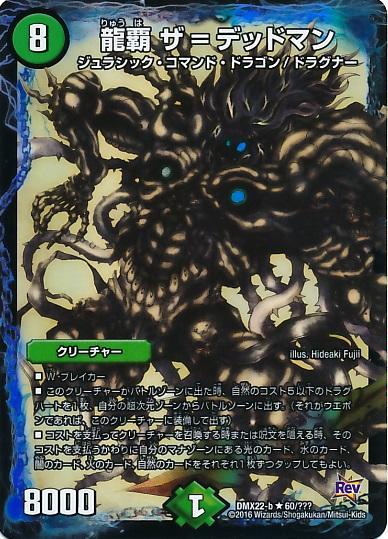 8
りゅう は
龍覇 ザ=デッドマン
ジュラシック・コマンド・ドラゴン/ドラグナー
クリーチャー
illus. Hideaki Fujii
■W・ブレイカー
■このクリーチャーがバトルゾーンに出た時、自然のコスト5以下のドラグ
ハートを1枚、自分の超次元ゾーンからバトルゾーンに出す。(それがウエポン
であれば、このクリーチャーに装備して出す)
■コストを支払ってクリーチャーを召喚する時または呪文を唱える時、その
コストを支払うかわりに自分のマナゾーンにある光のカード、水のカード、
闇のカード、火のカード、自然のカードをそれぞれ1枚ずつタップしてもよい。
Rev
8000
1
DMX22-b ★ 60/???
©2016 Wizards/Shogakukan/Mitsui-Kids